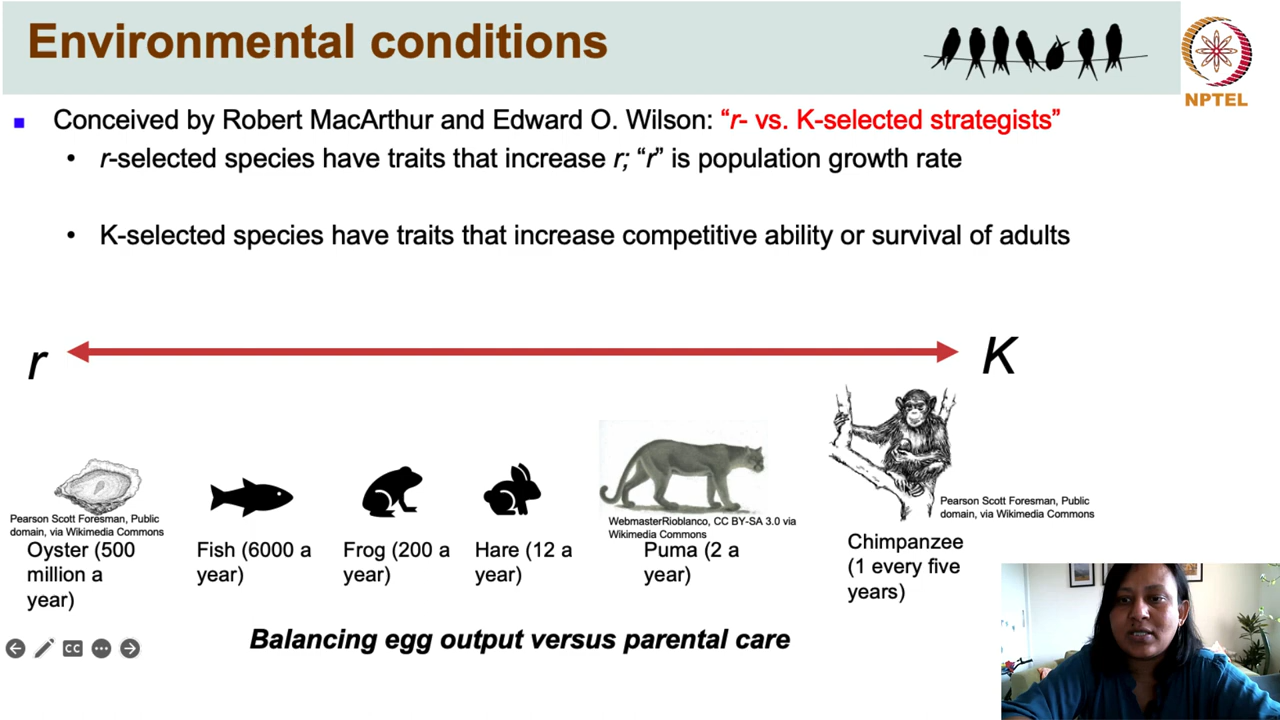 Environmental conditions
NPTEL
Conceived by Robert MacArthur and Edward O. Wilson: “r- vs. K-selected strategists”
r-selected species have traits that increase r; “r” is population growth rate
K-selected species have traits that increase competitive ability or survival of adults
r
K
Pearson Scott Foresman, Public
domain, via Wikimedia Commons
Oyster (500
million a
year)
Fish (6000 a
year)
Frog (200 a
year)
Hare (12 a
year)
WebmasterRioblanco, CC BY-SA 3.0 via
Wikimedia Commons
Puma (2 a
year)
Pearson Scott Foresman, Public
domain, via Wikimedia Commons
Chimpanzee
(1 every five
years)
CC
Balancing egg output versus parental care